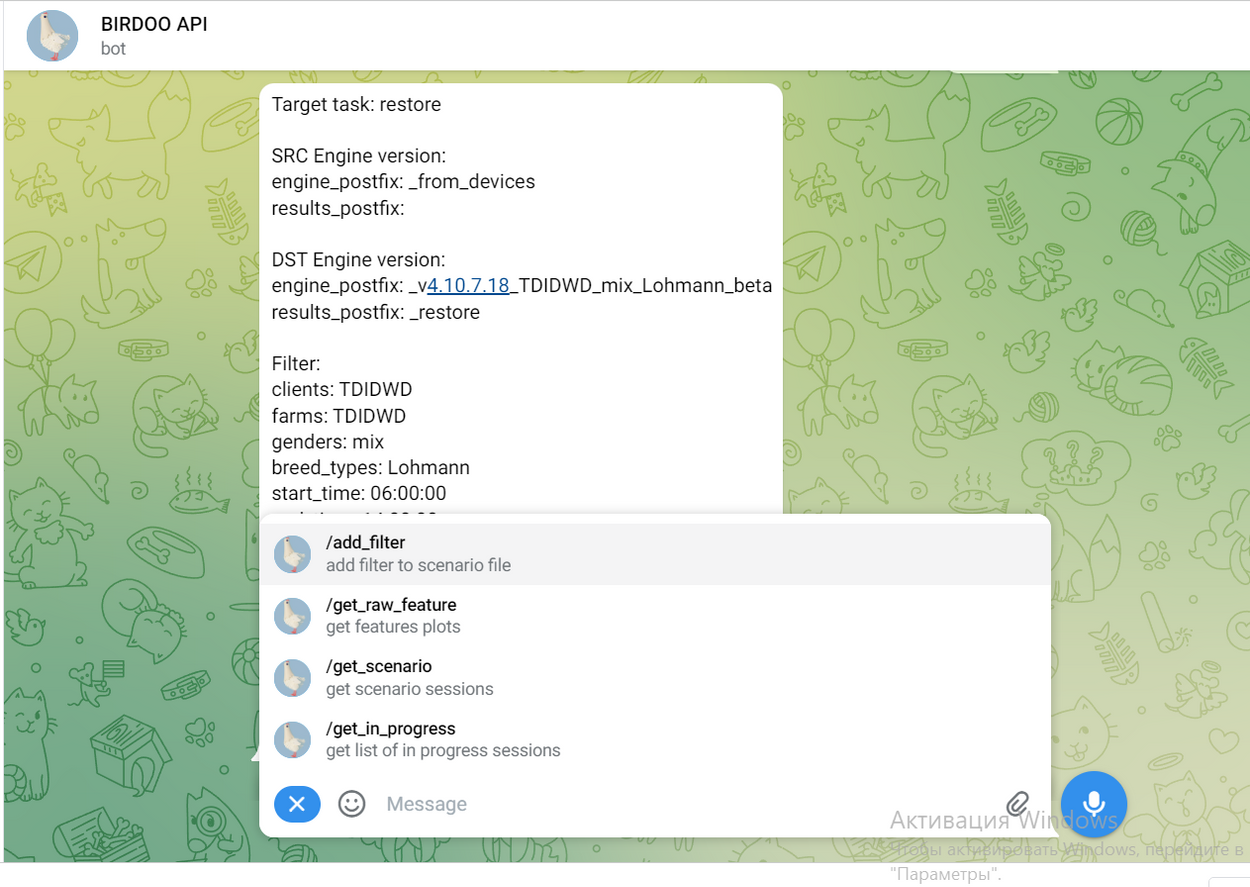 BIRDOO API
bot
Target task: restore
SRC Engine version:
engine_postfix: _from_devices
results_postfix:
DST Engine version:
engine_postfix: _v4.10.7.18_TDIDWD_mix_Lohmann_beta
results_postfix: _restore
Filter:
clients: TDIDWD
farms: TDIDWD
genders: mix
breed_types: Lohmann
start_time: 06:00:00
/add_filter
add filter to scenario file
/get_raw_feature
get features plots
/get_scenario
get scenario sessions
/get_in_progress
get list of in progress sessions
Message
Активация Windows
Чтобы активировать Windows, перейдите в
"Параметры".